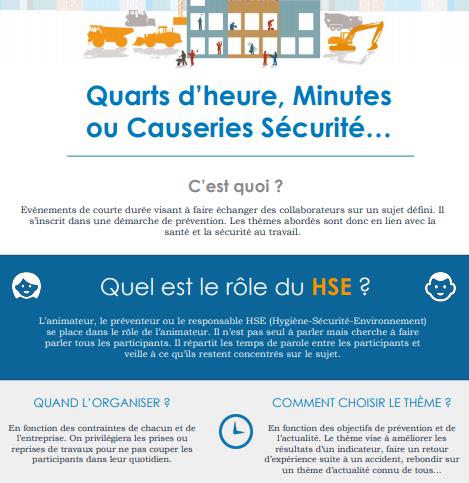 Quarts d'heure, Minutes
ou Causeries Sécurité...
C'est quoi ?
Evènements de courte durée visant à faire échanger des collaborateurs sur un sujet défini. Il
s'inscrit dans une démarche de prévention. Les thèmes abordés sont donc en lien avec la
santé et la sécurité au travail.
Quel est le rôle du HSE ?
L'animateur, le préventeur ou le responsable HSE (Hygiène-Sécurité-Environnement)
se place dans le rôle de l'animateur. Il n'est pas seul à parler mais cherche à faire
parler tous les participants. Il répartit les temps de parole entre les participants et
veille à ce qu'ils restent concentrés sur le sujet.
QUAND L'ORGANISER ?
En fonction des contraintes de chacun et de
l'entreprise. On privilégiera les prises ou
reprises de travaux pour ne pas couper les
participants dans leur quotidien.
COMMENT CHOISIR LE THÈME ?
En fonction des objectifs de prévention et de
l'actualité. Le thème vise à améliorer les
résultats d'un indicateur, faire un retour
d'expérience suite à un accident, rebondir sur
un thème d'actualité connu de tous...